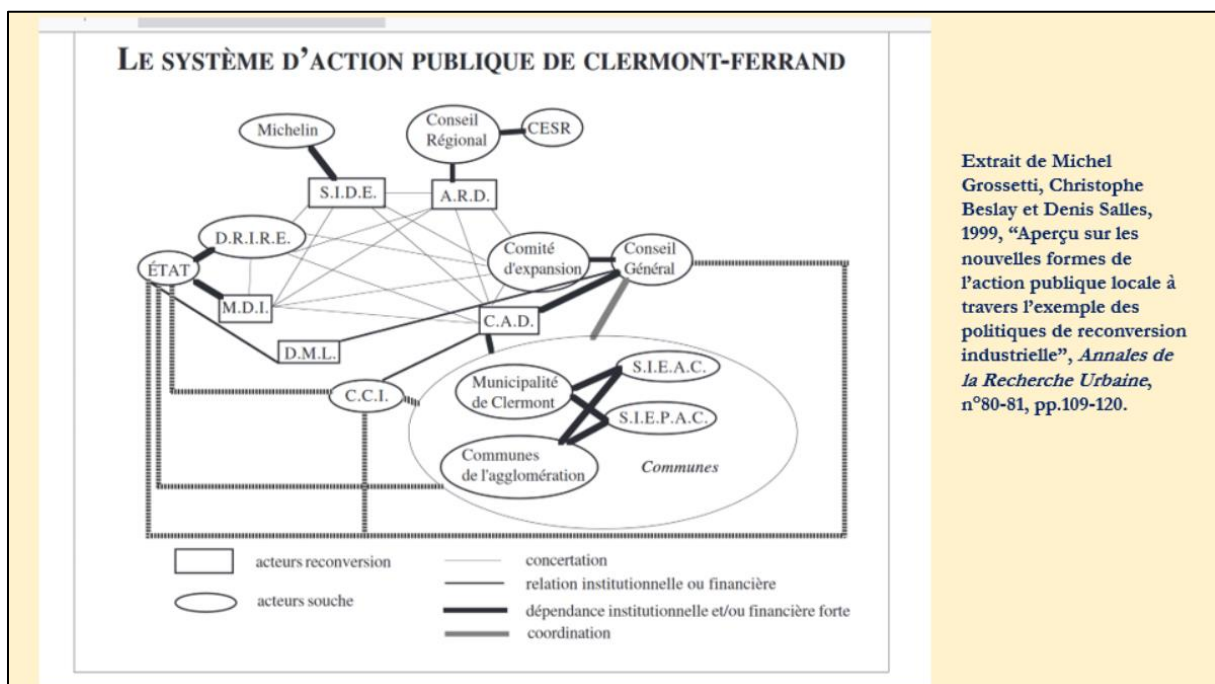 LE SYSTÈME D'ACTION PUBLIQUE DE CLERMONT-FERRAND
Michelin
Conseil
Régional
CESR
S.I.D.E.
A.R.D.
D.R.I.R.E.
Comité
d'expansion
Conseil
Général
ÉTAT
M.D.I.
C.A.D.
D.M.L.
C.C.I.
Municipalité
de Clermont
S.I.E.A.C.
S.I.E.P.A.C.
Communes
de l'agglomération
Communes
acteurs reconversion
acteurs souche
concertation
relation institutionnelle ou financière
dépendance institutionnelle et/ou financière forte
coordination
Extrait de Michel
Grossetti, Christophe
Beslay et Denis Salles,
1999, “Aperçu sur les
nouvelles formes de
l’action publique locale à
travers l’exemple des
politiques de reconversion
industrielle”, Annales de
la Recherche Urbaine,
n°80-81, pp.109-120.